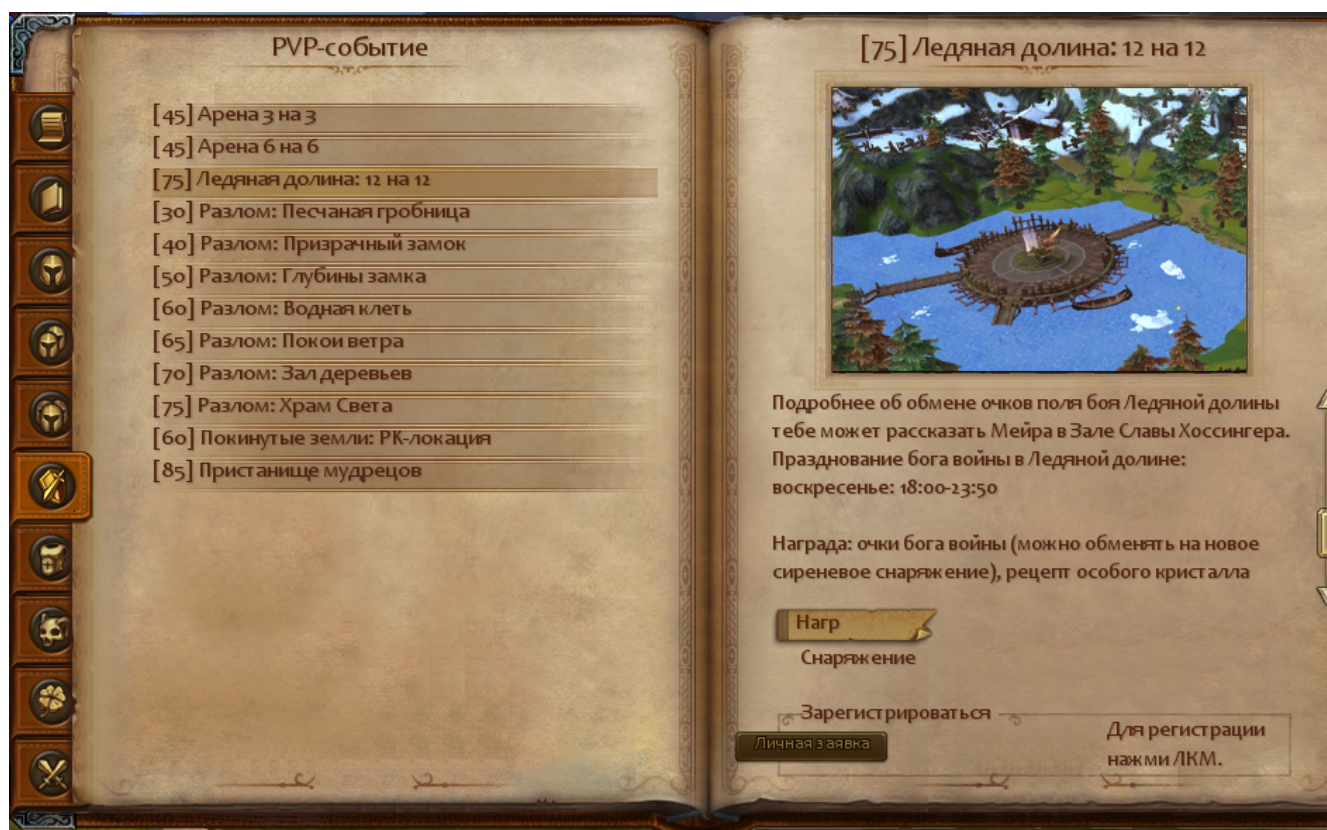 PVP-событие
[45] Арена 3 на 3
[45] Арена 6 на 6
[75] Ледяная долина: 12 на 12
[30] Разлом: Песчаная гробница
[40] Разлом: Призрачный замок
[50] Разлом: Глубины замка
[60] Разлом: Водная клеть
[65] Разлом: Покои ветра
[70] Разлом: Зал деревьев
[75] Разлом: Храм Света
[60] Покинутые земли: РК-локация
[85] Пристанище мудрецов
[75] Ледяная долина: 12 на 12
Подробнее об обмене очков поля боя Ледяной долины
тебе может рассказать Мейра в Зале Славы Хоссингера.
Празднование бога войны в Ледяной долине:
воскресенье: 18:00-23:50
Награда: очки бога войны (можно обменять на новое
сиреневое снаряжение), рецепт особого кристалла
Нагр
Снаряжение
Зарегистрироваться
Личная заявка
Для регистрации
нажми ЛКМ.